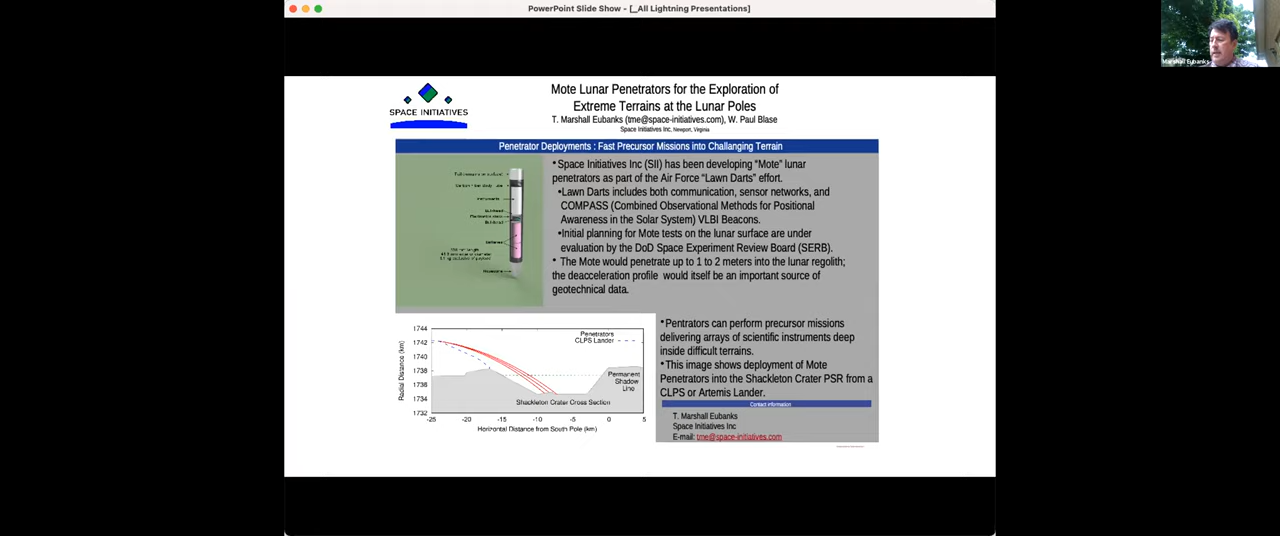 PowerPoint Slide Show - [_All Lightning Presentations]
Marshall Eubanks
SPACE INITIATIVES
Mote Lunar Penetrators for the Exploration of
Extreme Terrains at the Lunar Poles
T. Marshall Eubanks (tme@space-initiatives.com), W. Paul Blase
Space Initiatives Inc, Newport, Virginia
Penetrator Deployments : Fast Precursor Missions into Challanging Terrain
•Space Initiatives Inc (SII) has been developing “Mote” lunar
penetrators as part of the Air Force “Lawn Darts” effort.
•Lawn Darts includes both communication, sensor networks, and
COMPASS (Combined Observational Methods for Positional
Awareness in the Solar System) VLBI Beacons.
•Initial planning for Mote tests on the lunar surface are under
evaluation by the DoD Space Experiment Review Board (SERB).
• The Mote would penetrate up to 1 to 2 meters into the lunar regolith;
the deacceleration profile would itself be an important source of
geotechnical data.
1744
1742
1740
1738
1736
1734
1732
Radial Distance (km)
Penetrators
CLPS Lander
Permanent
Shadow
Line
Shackleton Crater Cross Section
-25 -20 -15 -10 -5 0 5
Horizontal Distance from South Pole (km)
•Pentrators can perform precursor missions
delivering arrays of scientific instruments deep
inside difficult terrains.
•This image shows deployment of Mote
Penetrators into the Shackleton Crater PSR from a
CLPS or Artemis Lander.
Contact information
T. Marshall Eubanks
Space Initiatives Inc
E-mail: tme@space-initiatives.com